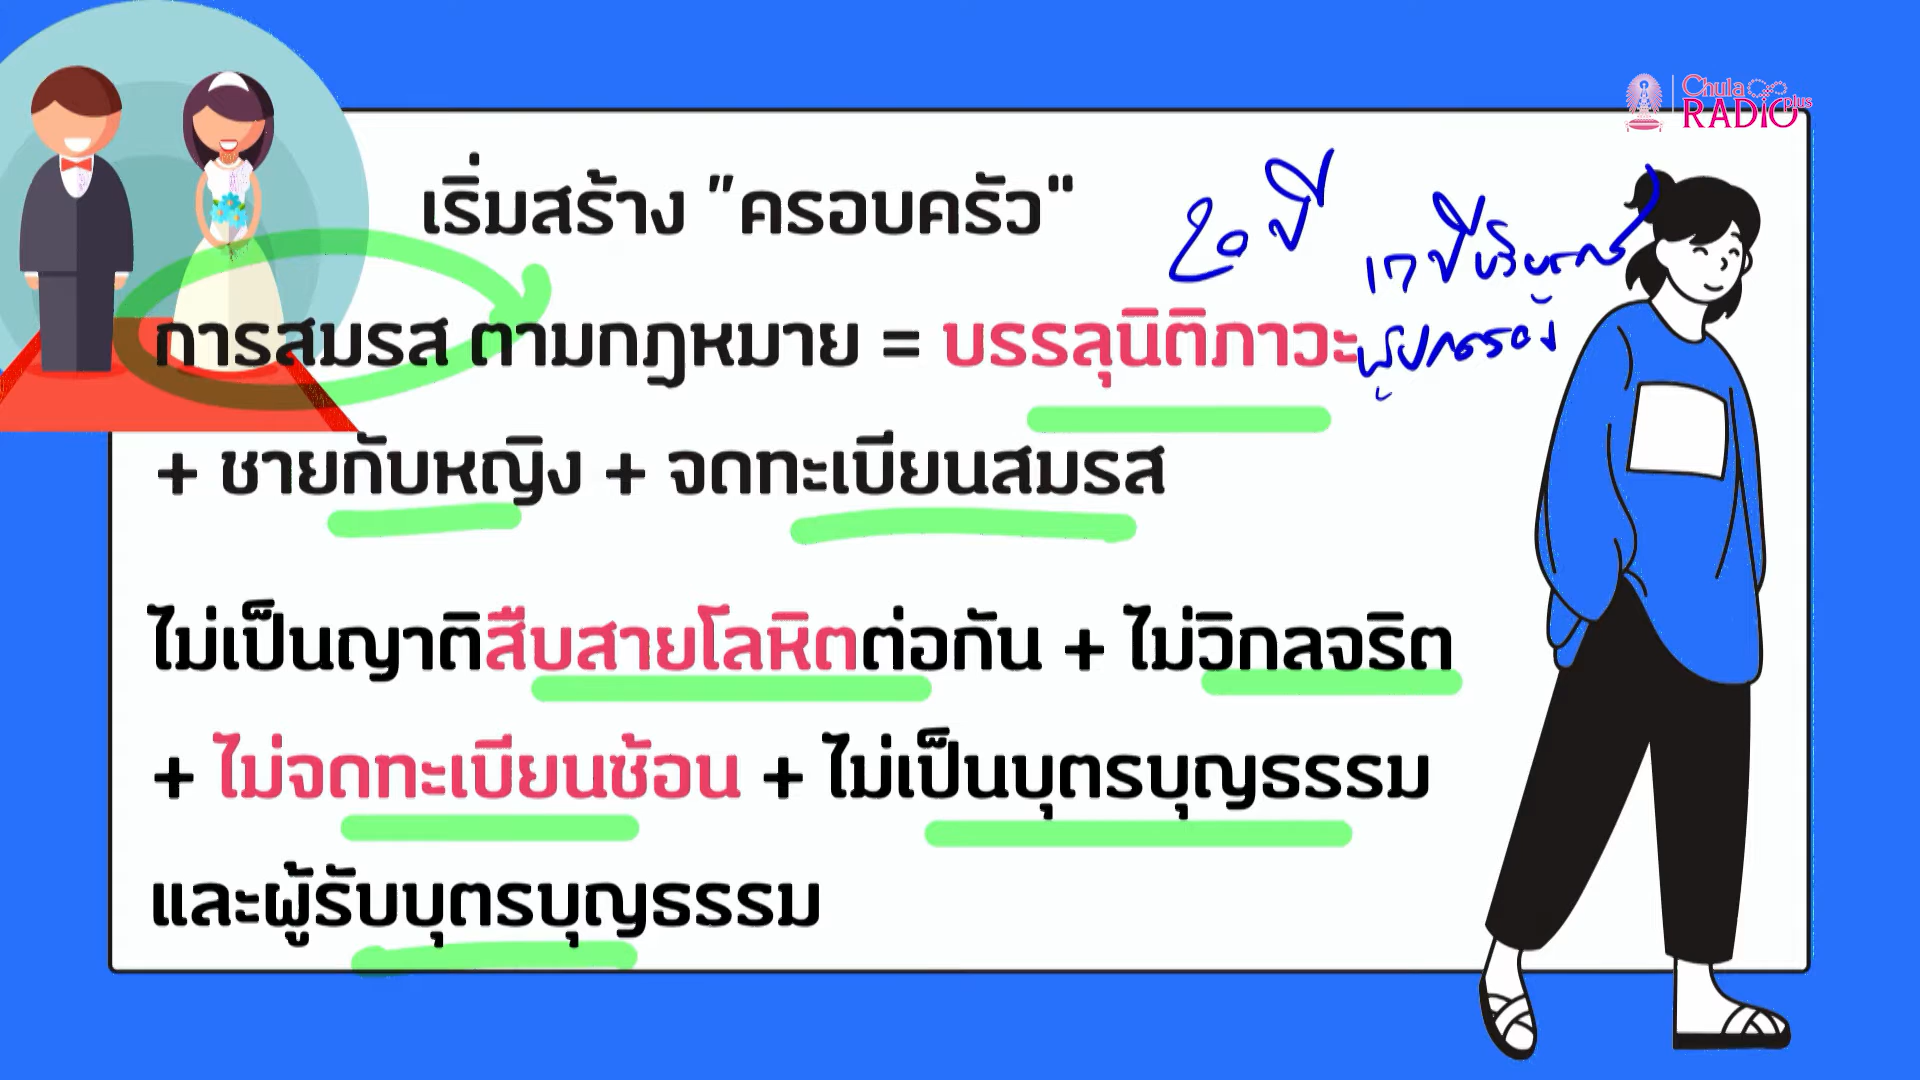 Chula
RADIO plus
เริ่มสร้าง "ครอบครัว"
20 ปี
17 ปีบริบูรณ์
ผู้ปกครอง
การสมรส ตามกฎหมาย = บรรลุนิติภาวะ
+ ชายกับหญิง + จดทะเบียนสมรส
ไม่เป็นญาติสืบสายโลหิตต่อกัน + ไม่วิกลจริต
+ ไม่จดทะเบียนซ้อน + ไม่เป็นบุตรบุญธรรม
และผู้รับบุตรบุญธรรม